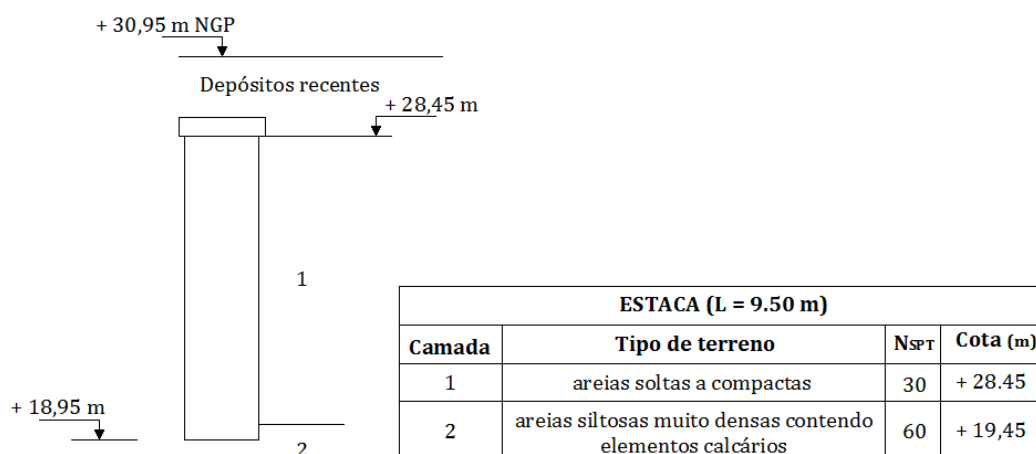 + 30,95 m NGP
Depósitos recentes
+ 28,45 m
1
+ 18,95 m
2
ESTACA (L = 9.50 m)
Camada Tipo de terreno NSPT Cota (m)
1 areias soltas a compactas 30 + 28.45
2 areias siltosas muito densas contendo elementos calcários 60 + 19,45